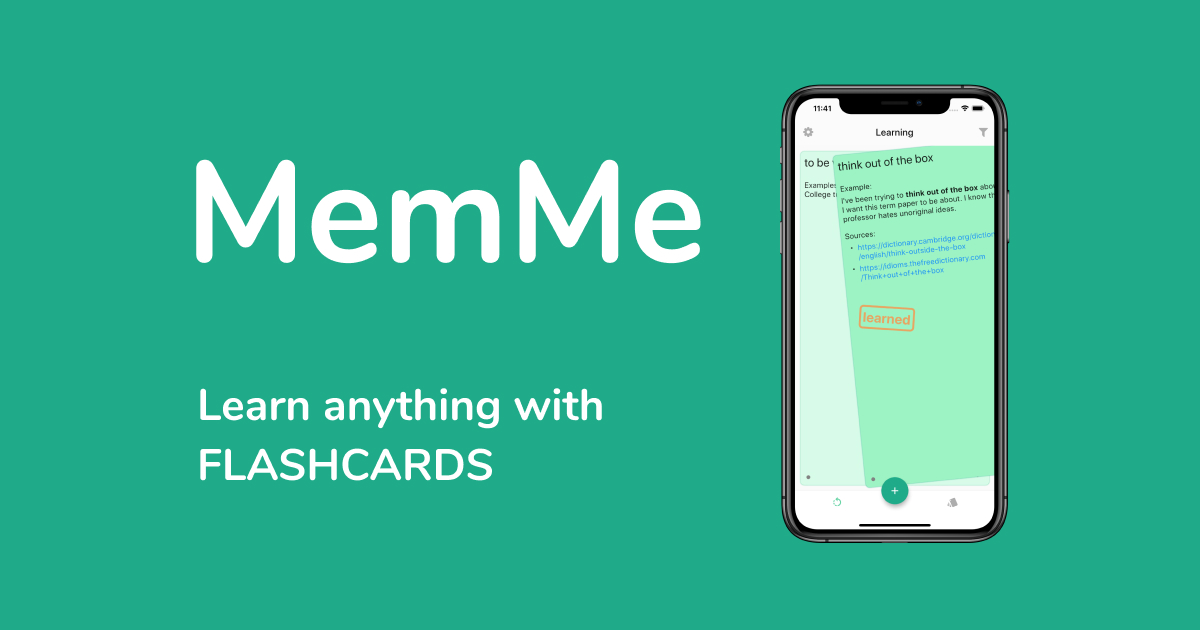 MemMe
Learn anything with
FLASHCARDS
11:41
Learning
to be
Examples
College t
think out of the box
Example:
I've been trying to think out of the box abou
I want this term paper to be about. I know th
professor hates unoriginal ideas.
Sources:
https://dictionary.cambridge.org/diction
/english/think-outside-the-box
https://idioms.thefreedictionary.com
/Think+out+of+the+box
learned
+